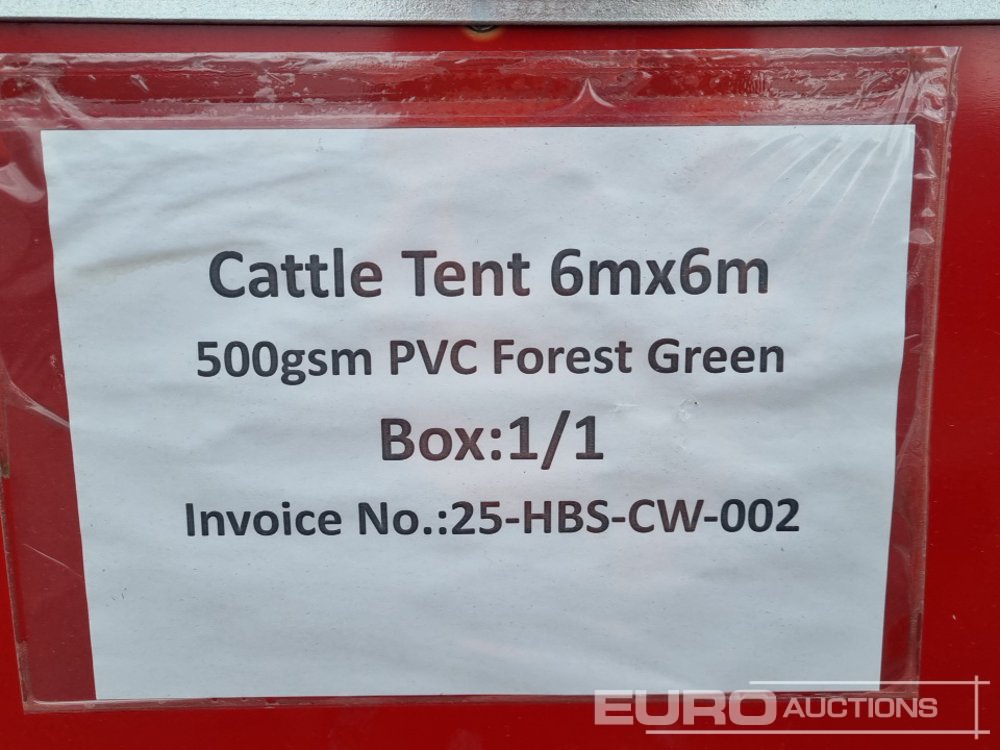 Cattle Tent 6mx6m
500gsm PVC Forest Green
Box:1/1
Invoice No.:25-HBS-CW-002
EURO AUCTIONS